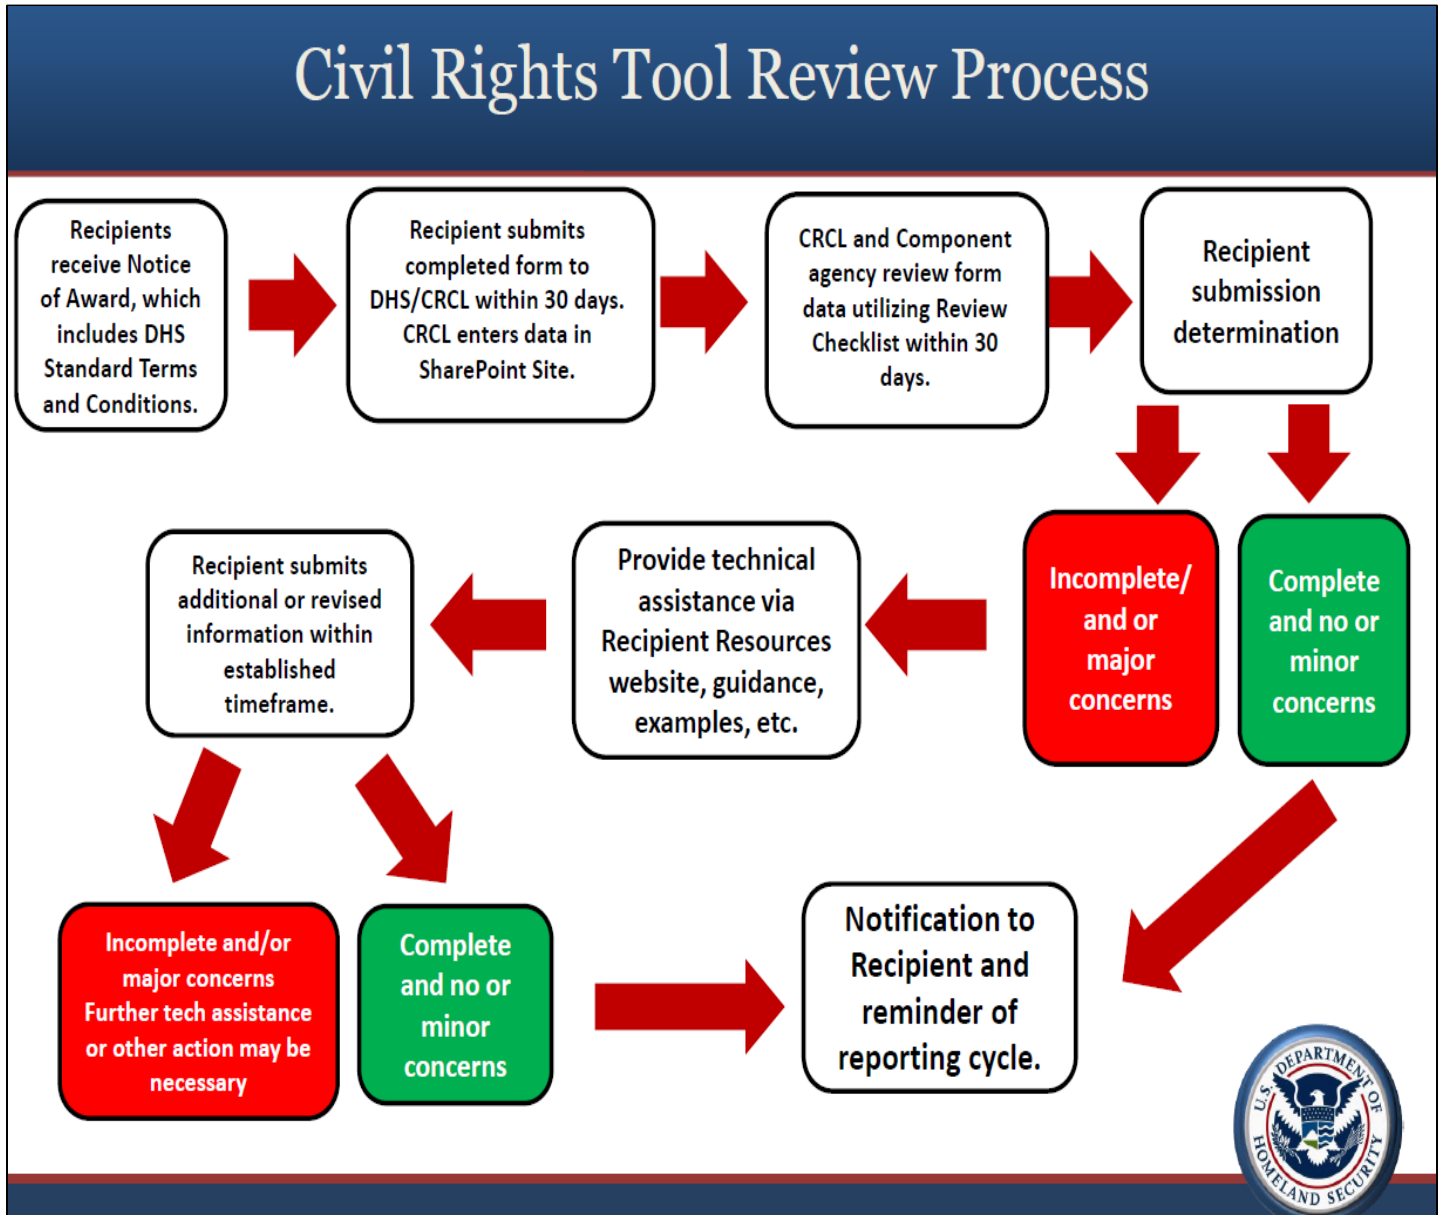 Civil Rights Tool Review Process
Recipients
receive Notice
of Award, which
includes DHS
Standard Terms
and Conditions.
Recipient submits
completed form to
DHS/CRCL within 30 days.
CRCL enters data in
SharePoint Site.
CRCL and Component
agency review form
data utilizing Review
Checklist within 30
days.
Recipient
submission
determination
Incomplete/
and or
major
concerns
Complete
and no or
minor
concerns
Provide technical
assistance via
Recipient Resources
website, guidance,
examples, etc.
Recipient submits
additional or revised
information within
established
timeframe.
Incomplete and/or
major concerns
Further tech assistance
or other action may be
necessary
Complete
and no or
minor
concerns
Notification to
Recipient and
reminder of
reporting cycle.
U.S. DEPARTMENT OF
HOMELAND SECURITY